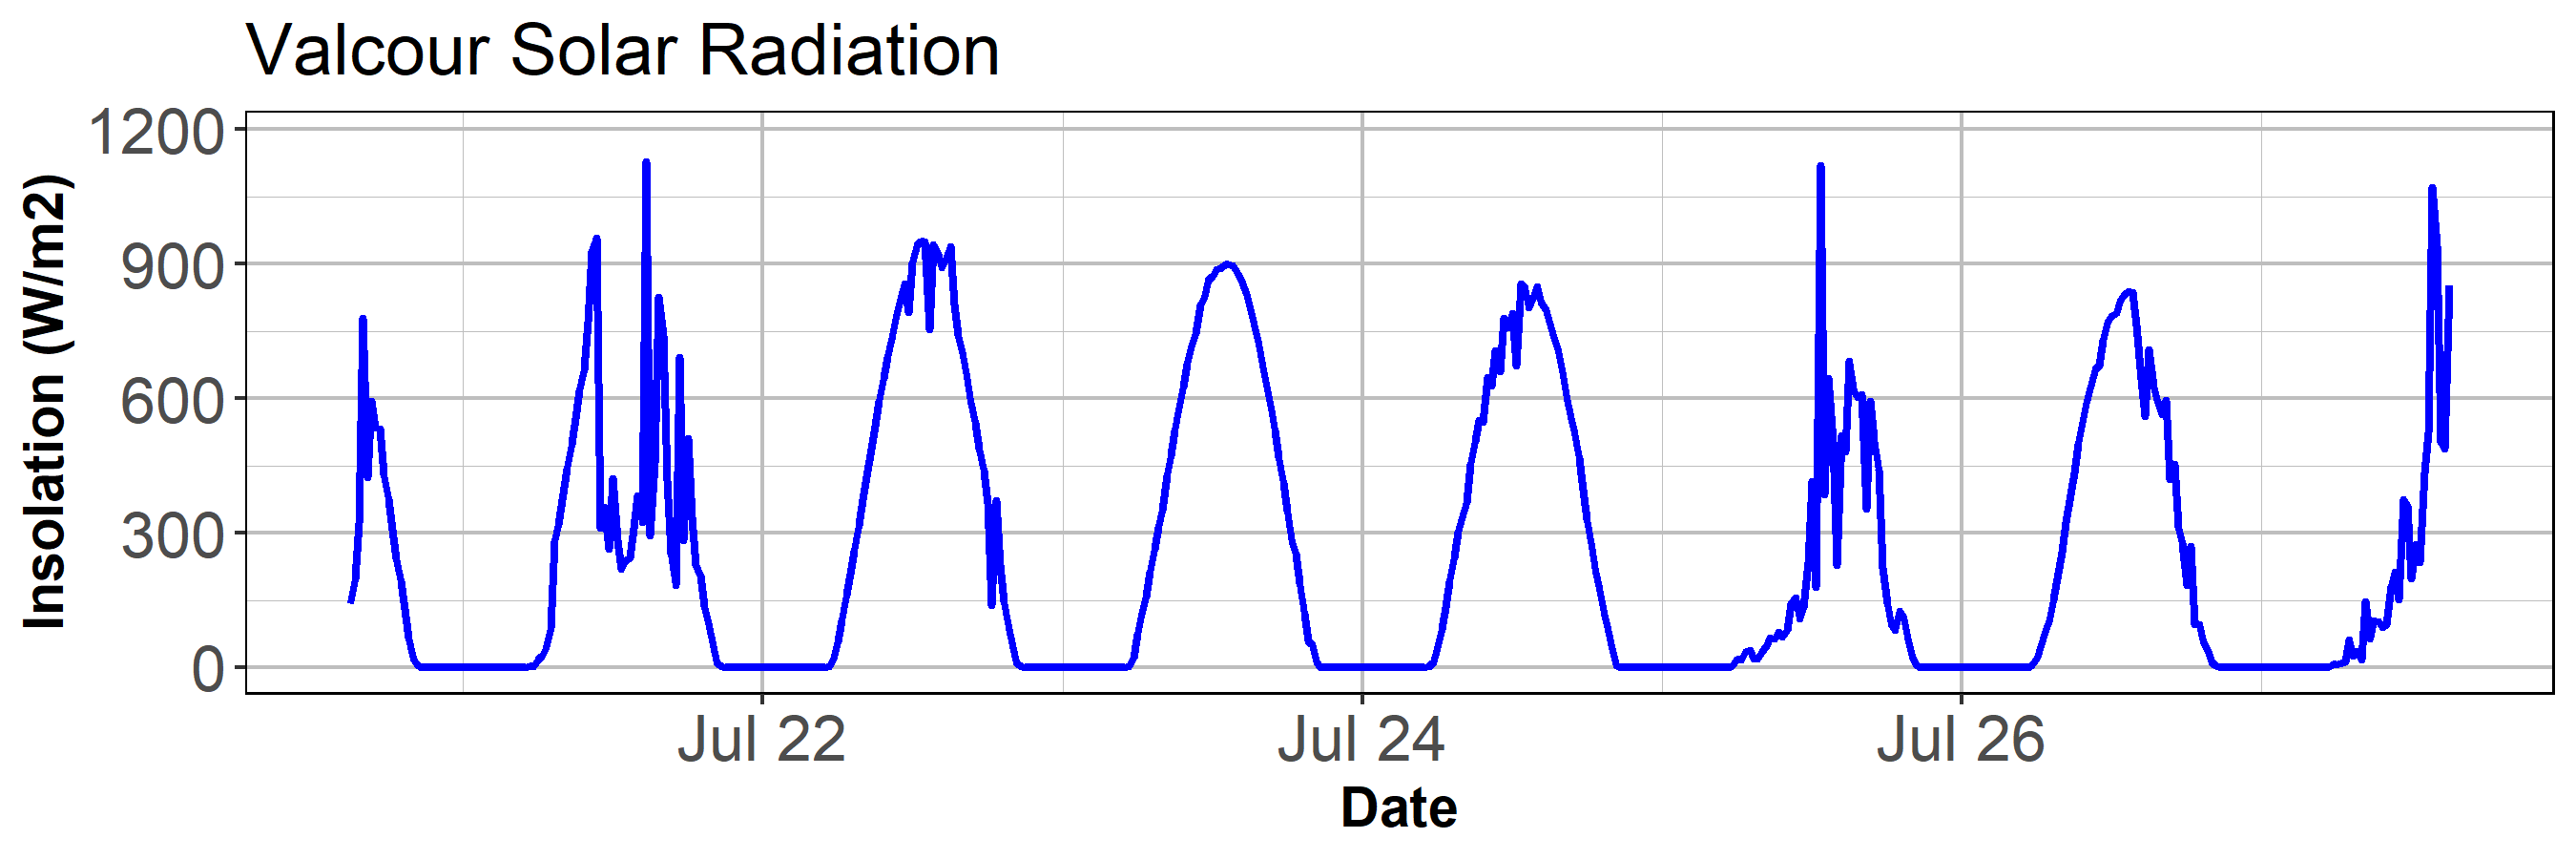 Valcour Solar Radiation
Insolation (W/m2)
1200
900
600
300
0
Jul 22
Jul 24
Jul 26
Date